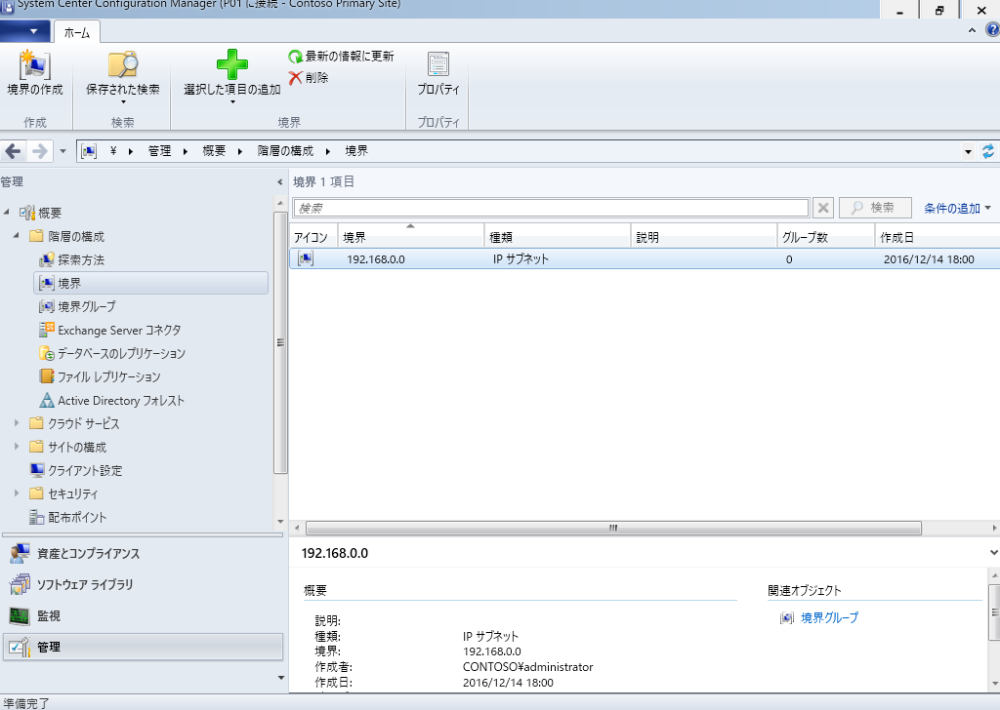 System Center Configuration Manager (P01 に接続 - Contoso Primary Site)
ホーム
境界の作成
保存された検索
選択した項目の追加
最新の情報に更新
削除
プロパティ
作成
検索
境界
プロパティ
¥ 管理 概要 階層の構成 境界
管理
境界 1 項目
検索
検索
条件の追加
アイコン 境界 種類 説明 グループ数 作成日
192.168.0.0 IP サブネット 0 2016/12/14 18:00
概要
階層の構成
探索方法
境界
境界グループ
Exchange Server コネクタ
データベースのレプリケーション
ファイル レプリケーション
Active Directory フォレスト
クラウド サービス
サイトの構成
クライアント設定
セキュリティ
配布ポイント
資産とコンプライアンス
ソフトウェア ライブラリ
監視
管理
192.168.0.0
概要
説明:
種類: IP サブネット
境界: 192.168.0.0
作成者: CONTOSO¥administrator
作成日: 2016/12/14 18:00
関連オブジェクト
境界グループ
準備完了